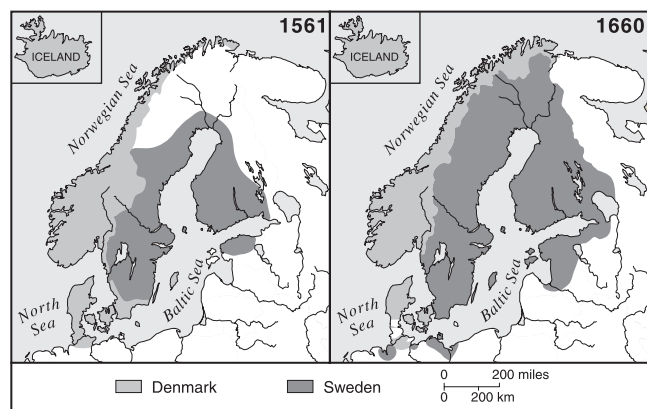 1561
ICELAND
Norwegian Sea
North
Sea
Baltic Sea
1660
ICELAND
Norwegian Sea
North
Sea
Baltic Sea
Denmark
Sweden
0 200 miles
0 200 km